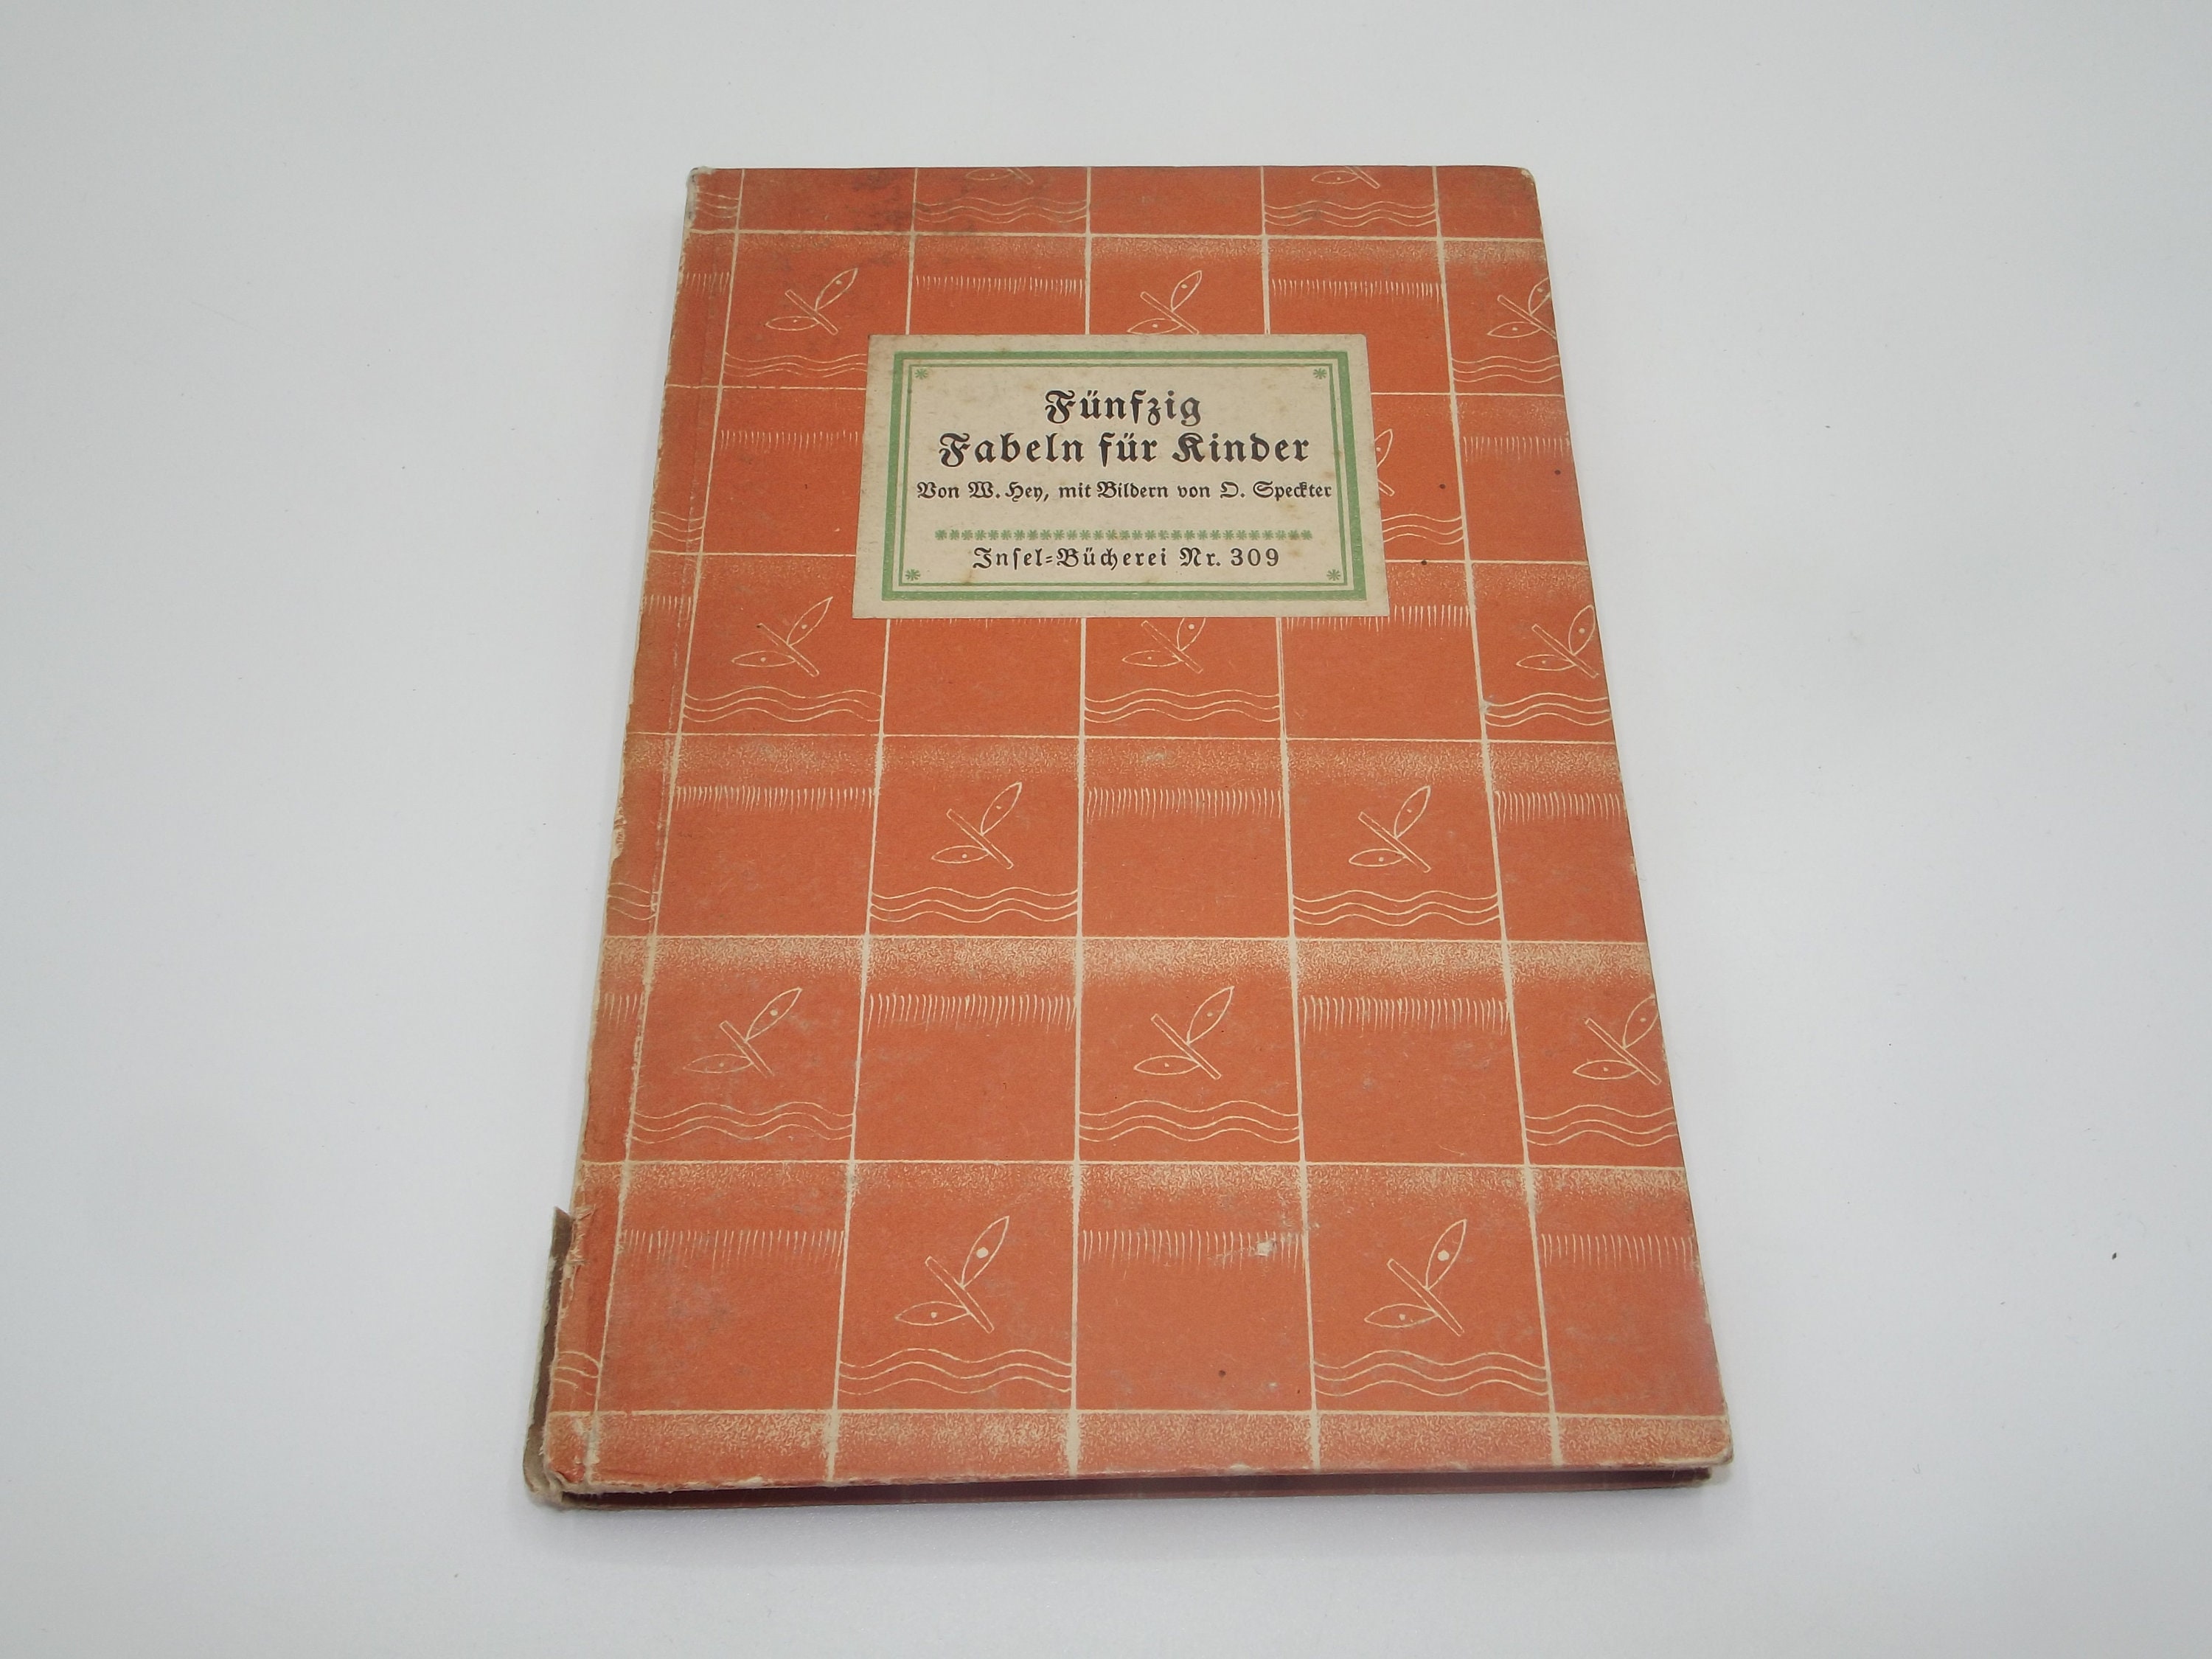 Fünfzig
Fabeln für Kinder
Von W. Hey, mit Bildern von O. Speckter
Insel-Bücherei Nr. 309